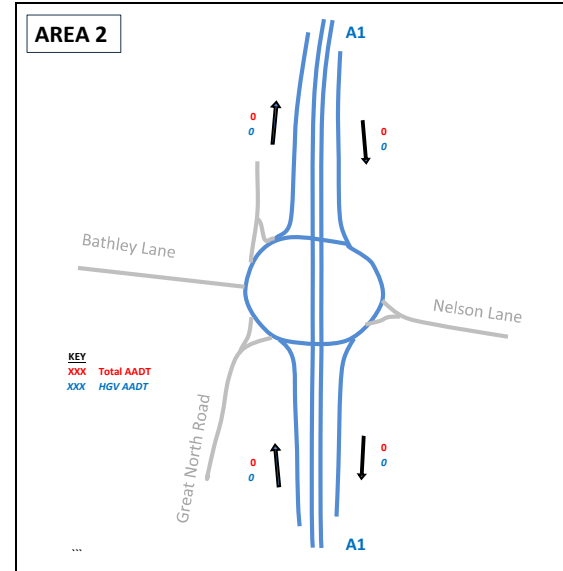 AREA 2
A1
0
0
0
0
Bathley Lane
Nelson Lane
KEY
XXX Total AADT
XXX HGV AADT
Great North Road
0
0
0
0
A1
```